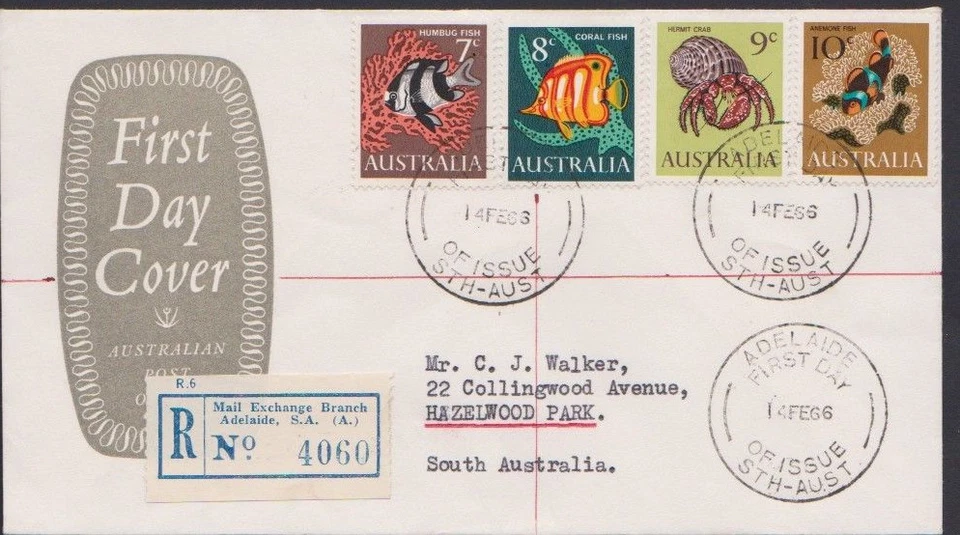 HUMBUG FISH
7c
AUSTRALIA
CORAL FISH
8c
AUSTRALIA
HERMIT CRAB
9c
AUSTRALIA
ANEMONE FISH
10c
AUSTRALIA
First
Day
Cover
AUSTRALIAN
POST
14FE66
OF ISSUE
STH-AUST
ADELAIDE
14FE66
OF ISSUE
STH-AUST
Mr. C. J. Walker,
22 Collingwood Avenue,
HAZELWOOD PARK.
South Australia.
R.6
R
Mail Exchange Branch
Adelaide, S.A. (A.)
No. 4060
ADELAIDE
FIRST DAY
14FE66
OF ISSUE
STH-AUST.